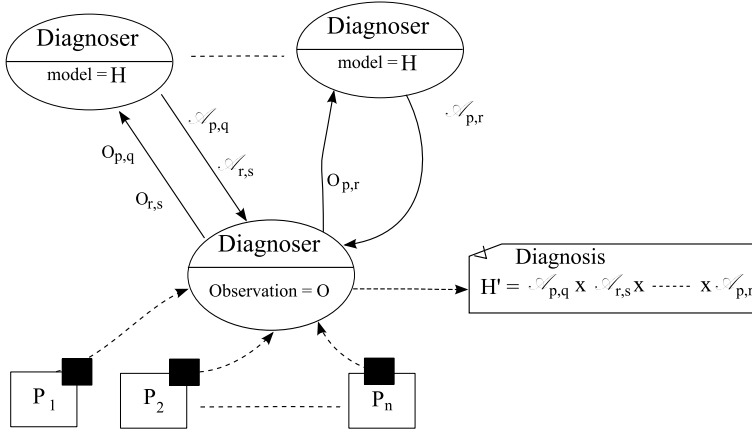 Diagnoser
model = H
Diagnoser
model = H
𝒜p,q
𝒜r,s
Op,q
Or,s
Op,r
𝒜p,r
Diagnoser
Observation = O
Diagnosis
H' = 𝒜p,q x 𝒜r,s x ------ x 𝒜p,r
P1
P2
Pn